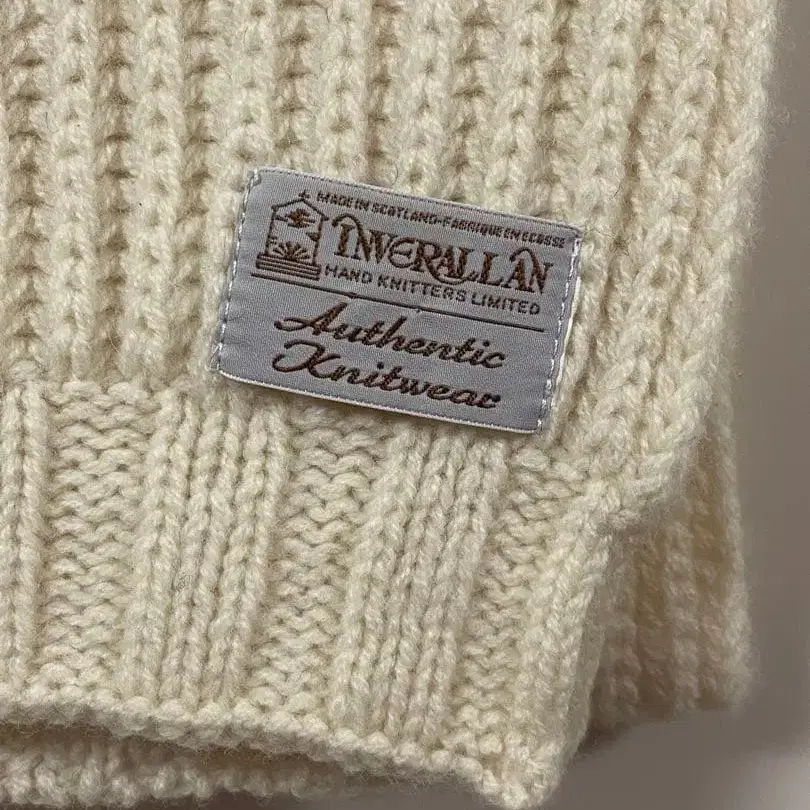 MADE IN SCOTLAND-FABRIQUE EN ECOSSE
INVERALLAN
HAND KNITTERS LIMITED
Authentic
Knitwear